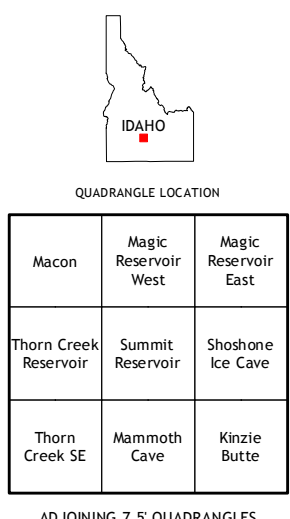 IDAHO
QUADRANGLE LOCATION
Macon
Magic
Reservoir
West
Magic
Reservoir
East
Thorn Creek
Reservoir
Summit
Reservoir
Shoshone
Ice Cave
Thorn
Creek SE
Mammoth
Cave
Kinzie
Butte
ADJOINING 7.5' QUADRANGLES